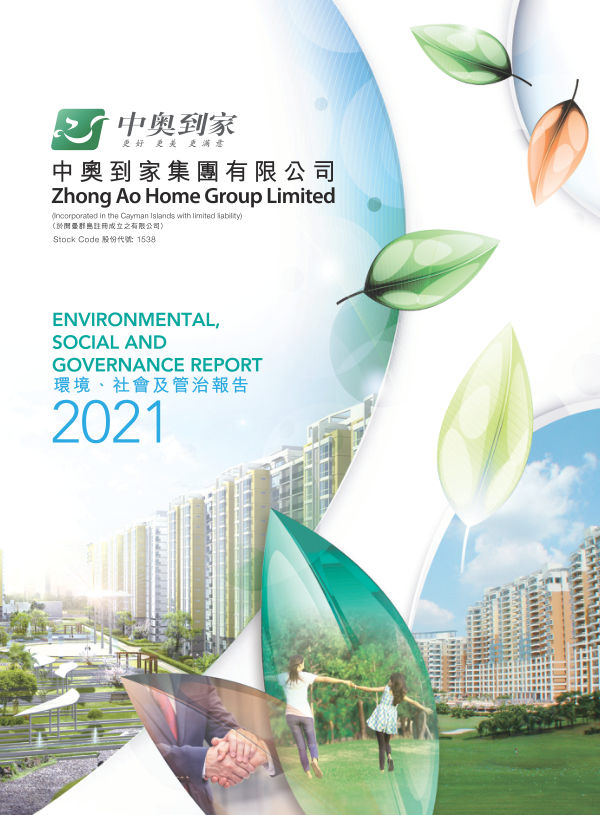 中奧到家
更好 更美 更滿意
中奧到家集團有限公司
Zhong Ao Home Group Limited
(Incorporated in the Cayman Islands with limited liability)
(於開曼群島註冊成立之有限公司)
Stock Code 股份代號: 1538
ENVIRONMENTAL,
SOCIAL AND
GOVERNANCE REPORT
環境、社會及管治報告
2021